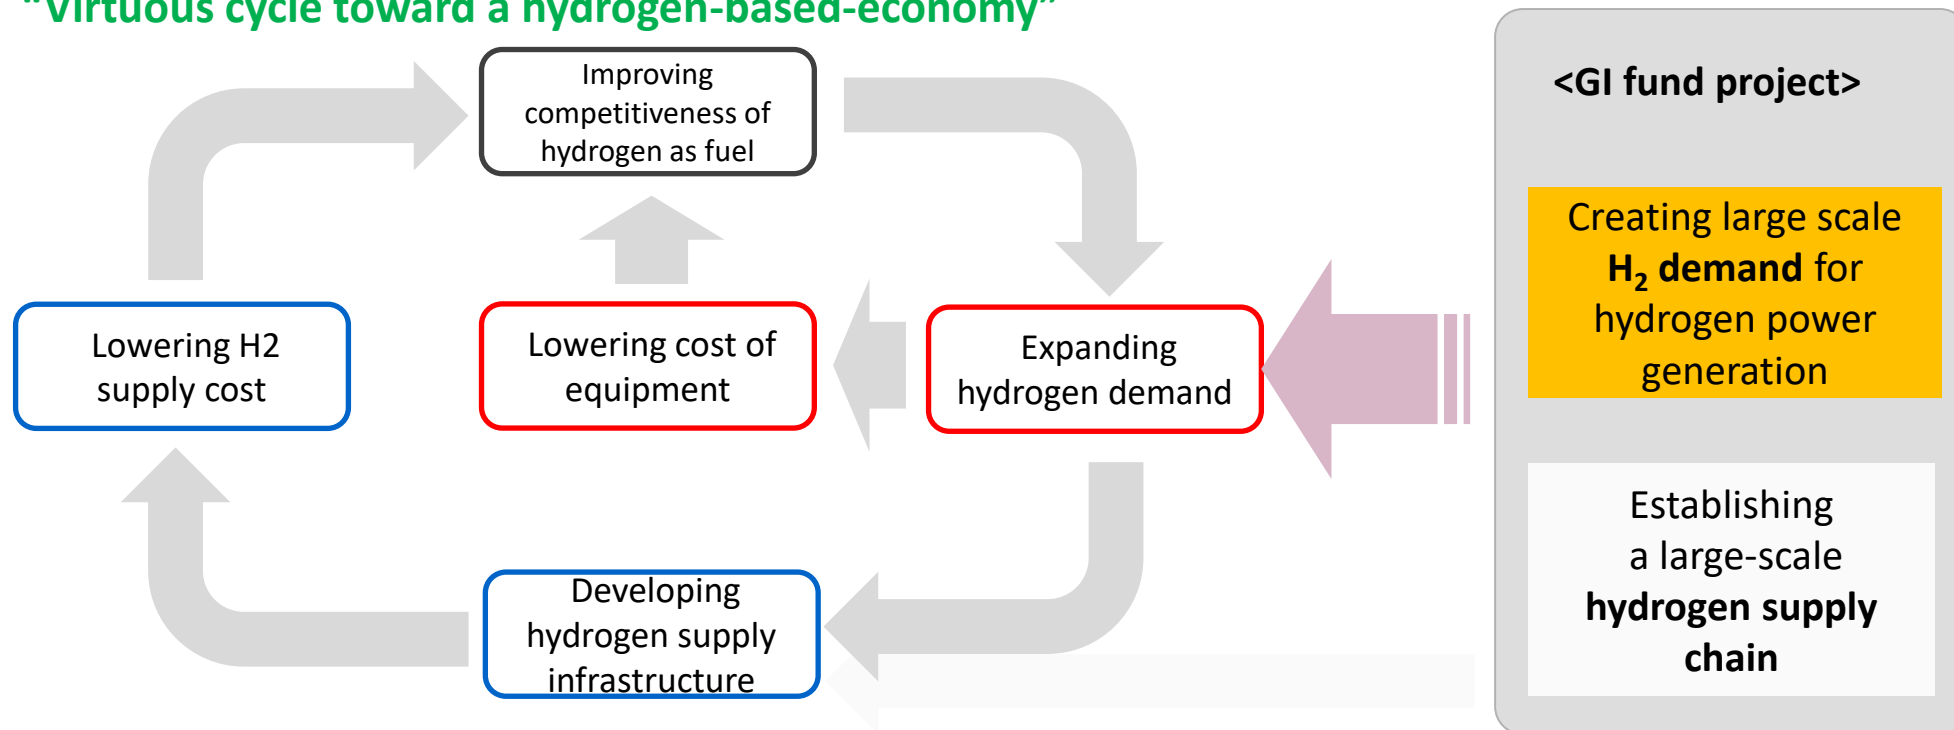 "Virtuous cycle toward a hydrogen-based-economy"
Improving
competitiveness of
hydrogen as fuel
<GI fund project>
Creating large scale
H₂ demand for
hydrogen power
generation
Lowering H2
supply cost
Lowering cost of
equipment
Expanding
hydrogen demand
Establishing
a large-scale
hydrogen supply
chain
Developing
hydrogen supply
infrastructure